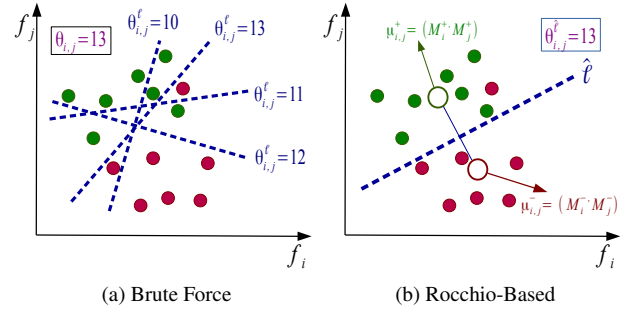 f_j
θ_{i,j}=13
θ^ℓ_{i,j}=10
θ^ℓ_{i,j}=13
θ^ℓ_{i,j}=11
θ^ℓ_{i,j}=12
f_i
(a) Brute Force
f_j
μ^+_{i,j}= (M^+_i · M^+_j)
θ^{ℓ̂}_{i,j}=13
ℓ̂
μ^-_{i,j}= (M^-_i · M^-_j)
f_i
(b) Rocchio-Based